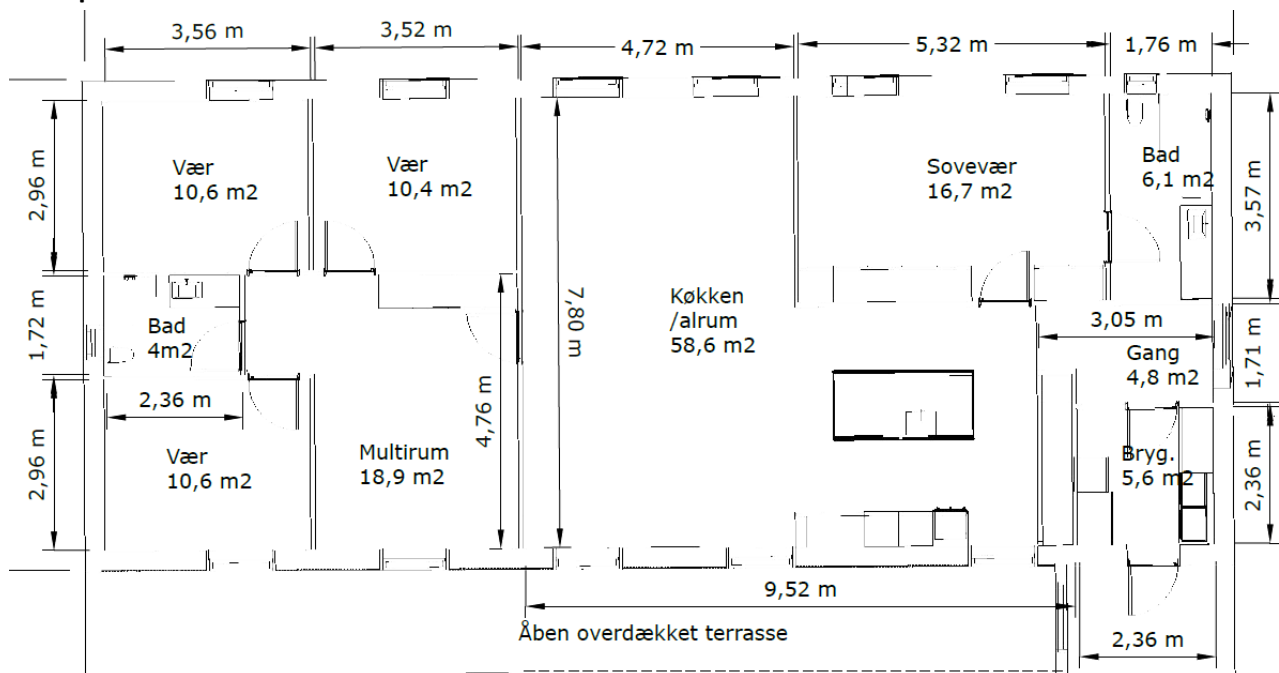 3,56 m
3,52 m
4,72 m
5,32 m
1,76 m
2,96 m
Vær
10,6 m2
Vær
10,4 m2
Sovevær
16,7 m2
Bad
6,1 m2
3,57 m
1,72 m
Bad
4m2
7,80 m
Køkken
/alrum
58,6 m2
3,05 m
Gang
4,8 m2
1,71 m
2,36 m
4,76 m
2,96 m
Vær
10,6 m2
Multirum
18,9 m2
Bryg.
5,6 m2
2,36 m
9,52 m
Åben overdækket terrasse
2,36 m